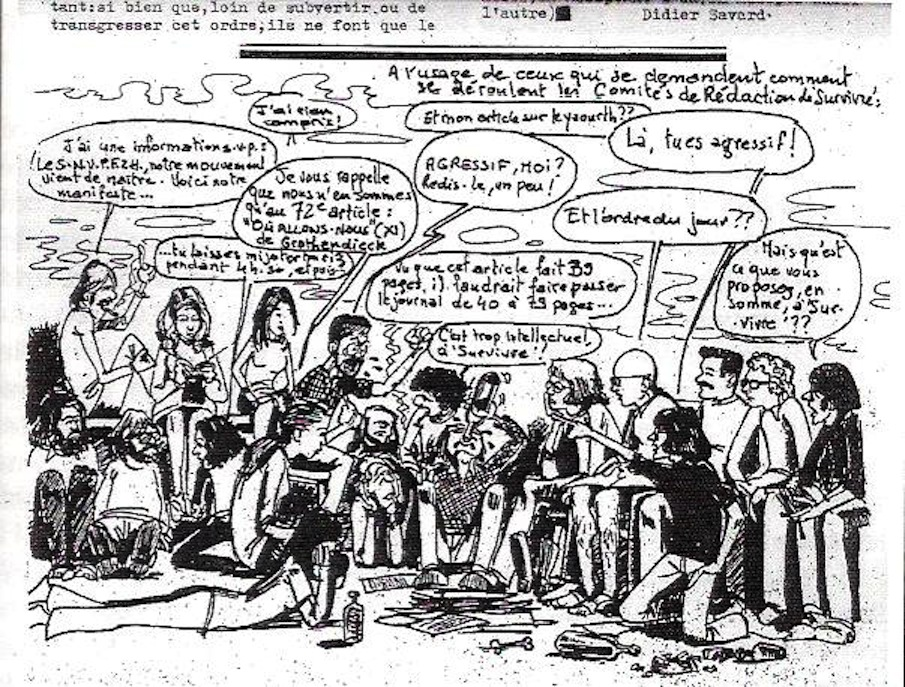 tant:si bien que,loin de subvertir ou de
transgresser cet ordre;ils ne font que le
l'autre)
Didier Savard.
A l'usage de ceux qui se demandent comment
se déroulent les Comités de Rédaction de Survivre:
J'ai rien
compris!
Et mon article sur le yaourth??
Là, tu es agressif!
J'ai une information s.v.p:
notre mouvement
vient de naître. Voici notre
manifeste...
Je vous rappelle
que nous n'en sommes
qu'au 72e article:
"OÙ ALLONS-NOUS" (XI)
de Grothendieck
AGRESSIF, MOI?
Redis-le, un peu!
Et l'ordre du jour??
...tu laisses mijoter
pendant 4h.30, et puis?
Vu que cet article fait 39
pages, il faudrait faire passer
le journal de 40 à 79 pages...
Mais qu'est
ce que vous
proposez, en
somme, à "Sur-
vivre"??
C'est trop intellectuel,
à 'Survivre'!